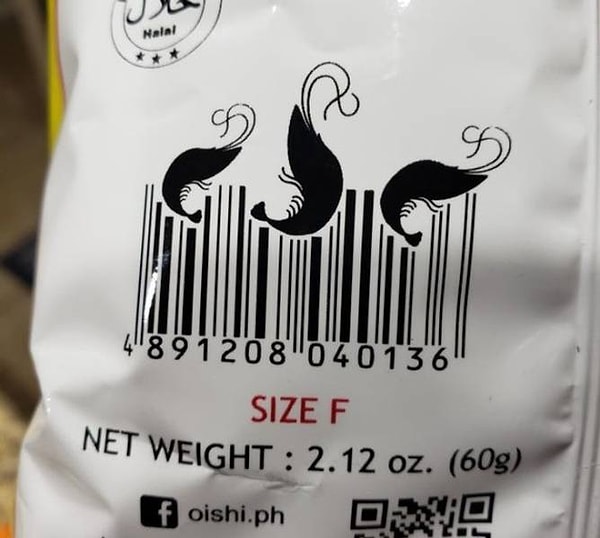 حلال
Halal
4 891208 040136
SIZE F
NET WEIGHT : 2.12 oz. (60g)
f oishi.ph